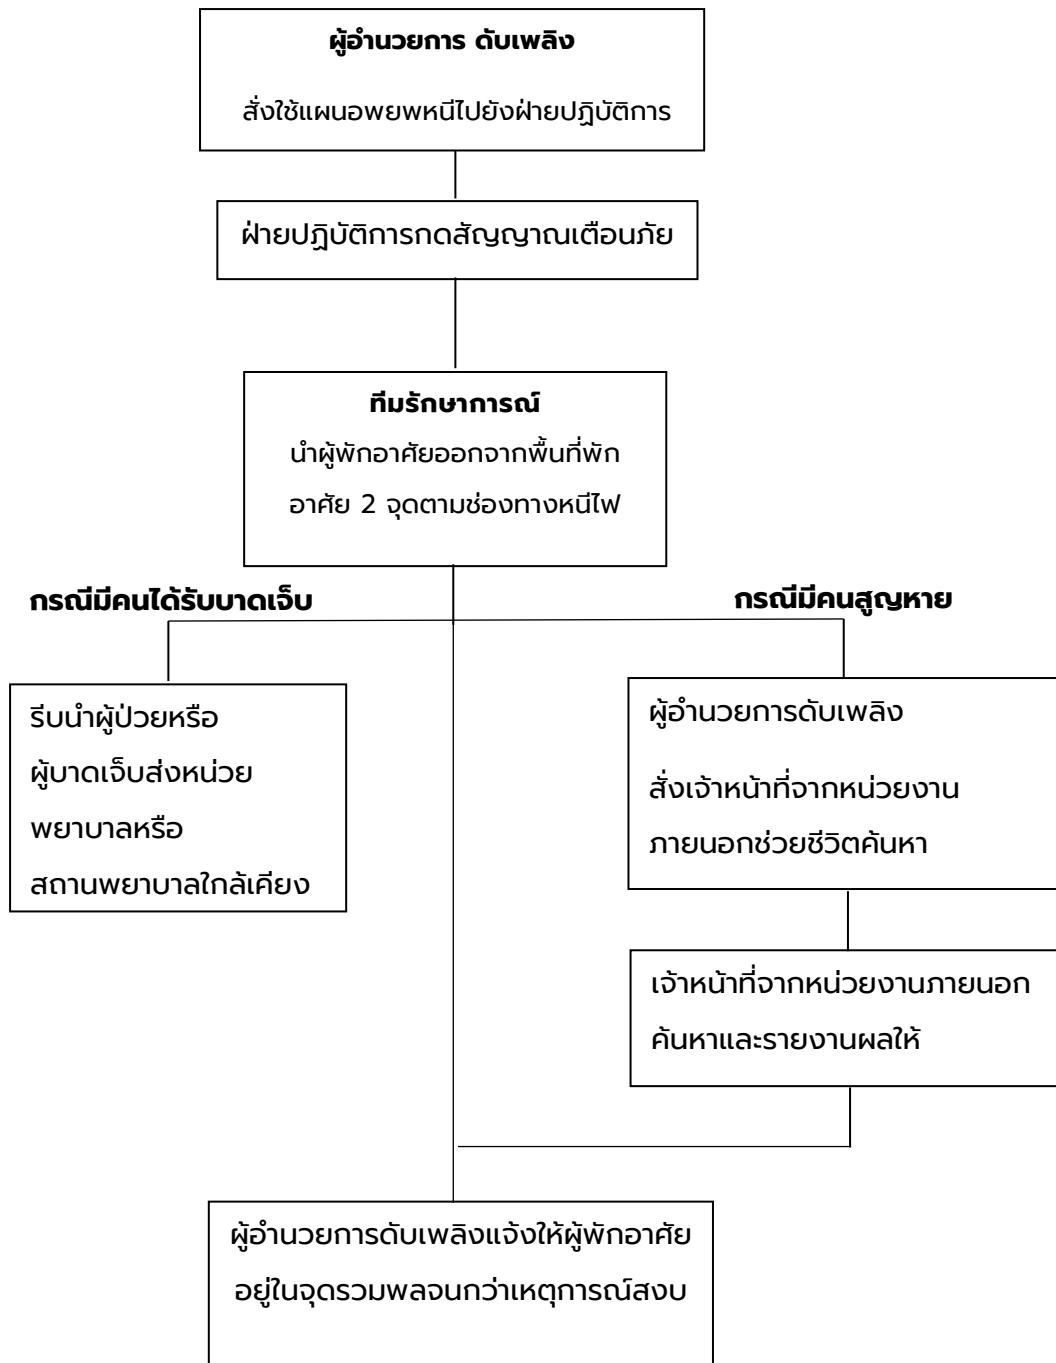 ผู้อำนวยการ ดับเพลิง
สั่งใช้แผนอพยพหนีไปยังฝ่ายปฏิบัติการ
ฝ่ายปฏิบัติการกดสัญญาณเตือนภัย
ทีมรักษาการณ์
นำผู้พักอาศัยออกจากพื้นที่พัก
อาศัย 2 จุดตามช่องทางหนีไฟ
กรณีมีคนได้รับบาดเจ็บ
รีบนำผู้ป่วยหรือ
ผู้บาดเจ็บส่งหน่วย
พยาบาลหรือ
สถานพยาบาลใกล้เคียง
กรณีมีคนสูญหาย
ผู้อำนวยการดับเพลิง
สั่งเจ้าหน้าที่จากหน่วยงาน
ภายนอกช่วยชีวิตค้นหา
เจ้าหน้าที่จากหน่วยงานภายนอก
ค้นหาและรายงานผลให้
ผู้อำนวยการดับเพลิงแจ้งให้ผู้พักอาศัย
อยู่ในจุดรวมพลจนกว่าเหตุการณ์สงบ